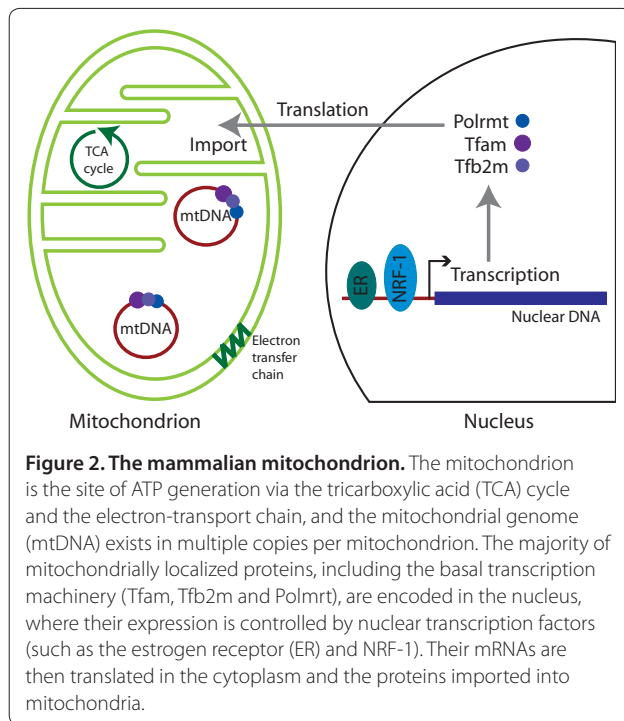 Translation
Import
TCA
cycle
mtDNA
mtDNA
Electron
transfer
chain
Mitochondrion
Polrmt
Tfam
Tfb2m
ER
NRF-1
Transcription
Nuclear DNA
Nucleus
Figure 2. The mammalian mitochondrion. The mitochondrion
is the site of ATP generation via the tricarboxylic acid (TCA) cycle
and the electron-transport chain, and the mitochondrial genome
(mtDNA) exists in multiple copies per mitochondrion. The majority of
mitochondrially localized proteins, including the basal transcription
machinery (Tfam, Tfb2m and Polmrt), are encoded in the nucleus,
where their expression is controlled by nuclear transcription factors
(such as the estrogen receptor (ER) and NRF-1). Their mRNAs are
then translated in the cytoplasm and the proteins imported into
mitochondria.